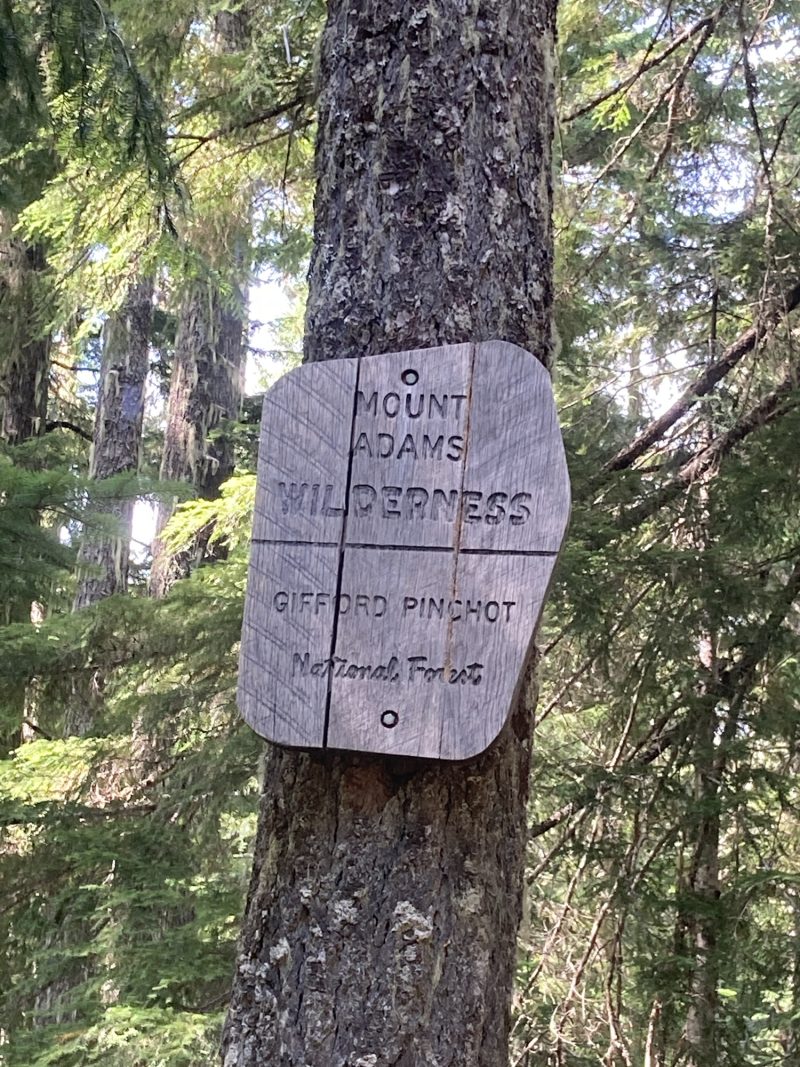 MOUNT
ADAMS
WILDERNESS
GIFFORD PINCHOT
National Forest